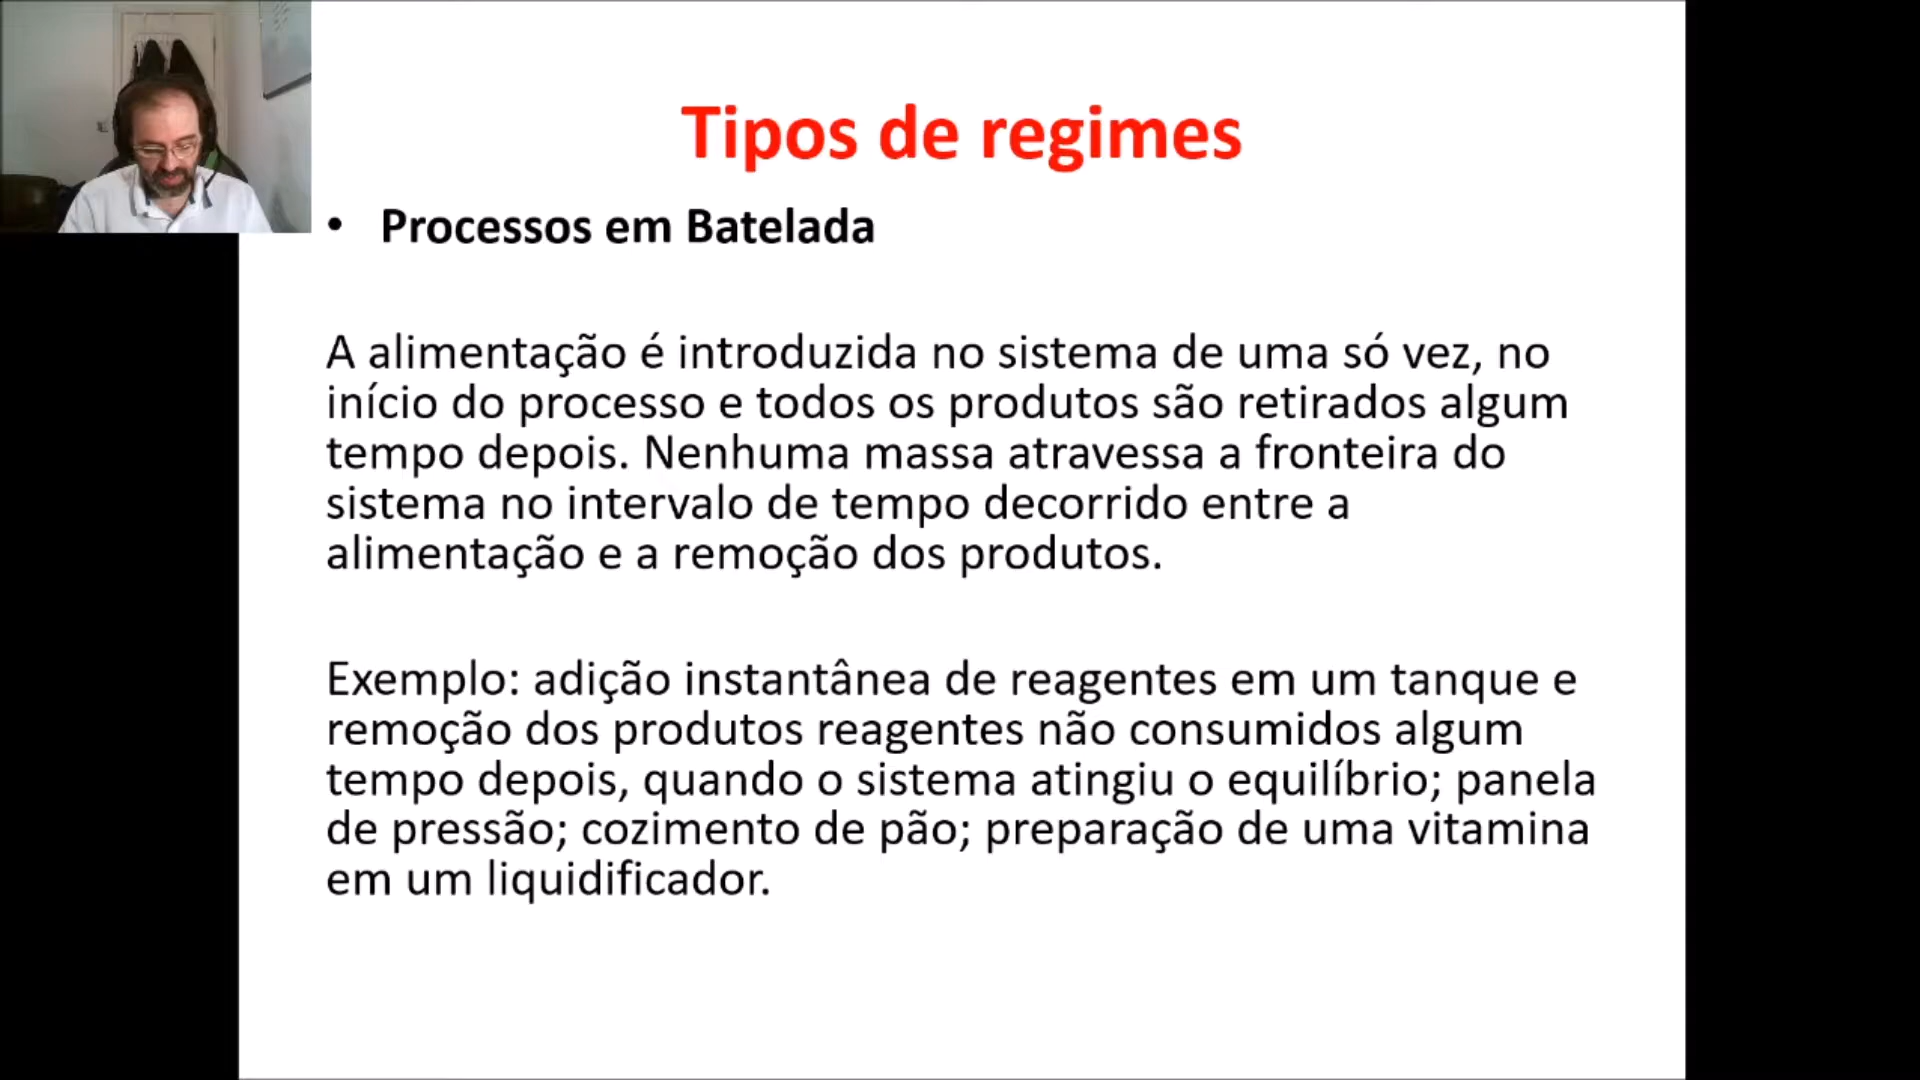 Tipos de regimes
• Processos em Batelada
A alimentação é introduzida no sistema de uma só vez, no
início do processo e todos os produtos são retirados algum
tempo depois. Nenhuma massa atravessa a fronteira do
sistema no intervalo de tempo decorrido entre a
alimentação e a remoção dos produtos.
Exemplo: adição instantânea de reagentes em um tanque e
remoção dos produtos reagentes não consumidos algum
tempo depois, quando o sistema atingiu o equilíbrio; panela
de pressão; cozimento de pão; preparação de uma vitamina
em um liquidificador.